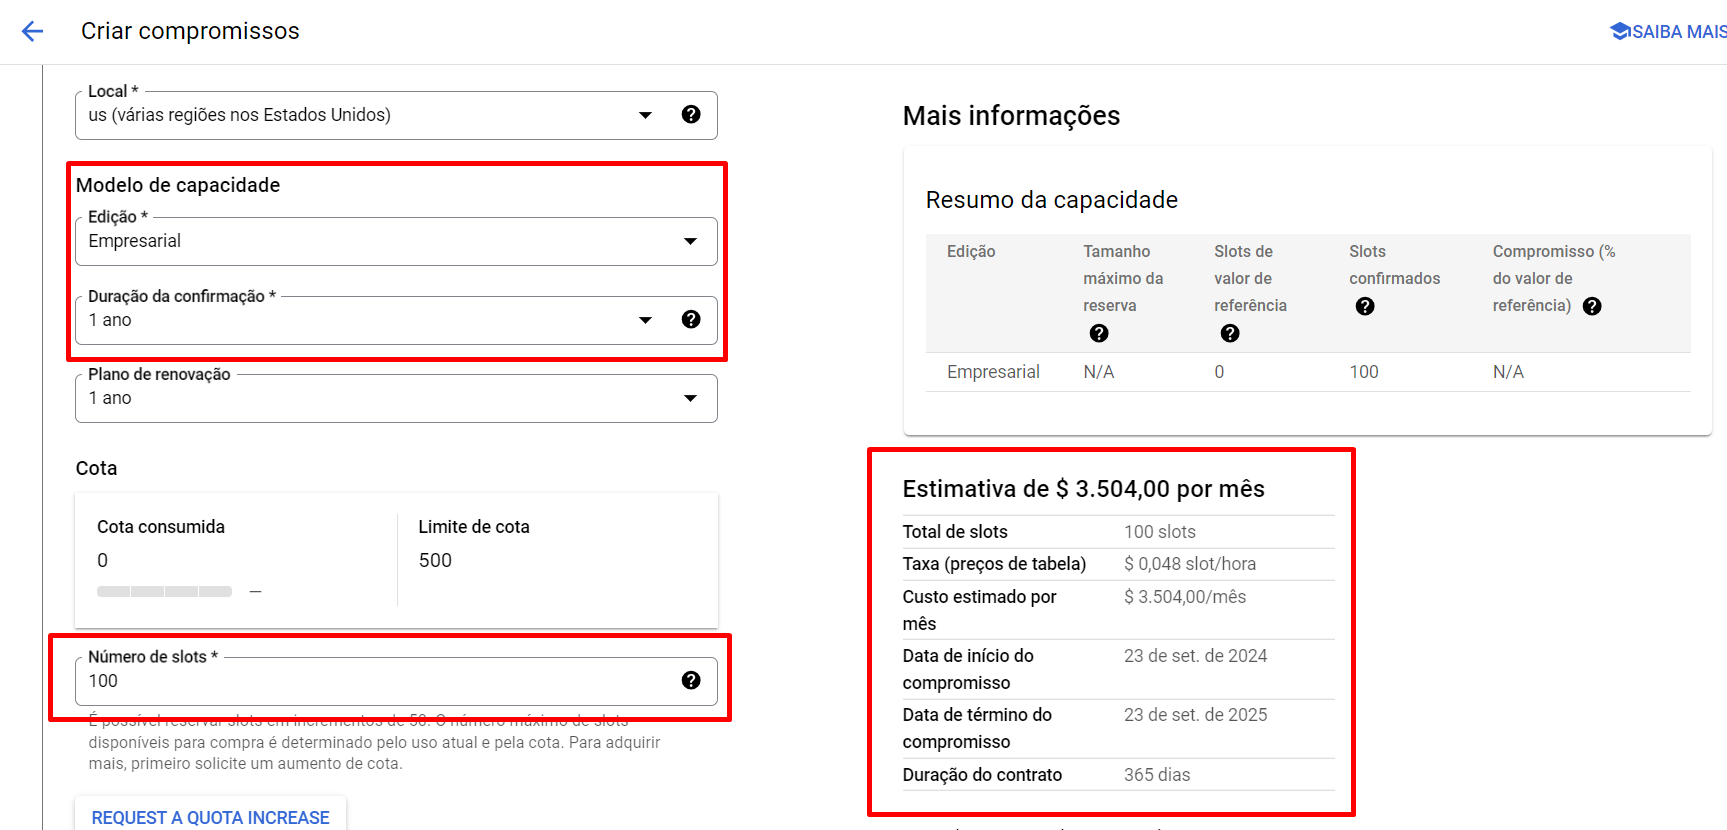 Criar compromissos
SAIBA MAIS
Local *
us (várias regiões nos Estados Unidos)
Modelo de capacidade
Edição *
Empresarial
Duração da confirmação *
1 ano
Plano de renovação
1 ano
Cota
Cota consumida
0
—
Limite de cota
500
Número de slots *
100
É possível reservar slots em incrementos de 50. O número máximo de slots
disponíveis para compra é determinado pelo uso atual e pela cota. Para adquirir
mais, primeiro solicite um aumento de cota.
REQUEST A QUOTA INCREASE
Mais informações
Resumo da capacidade
Edição
Tamanho
máximo da
reserva
Slots de
valor de
referência
Slots
confirmados
Compromisso (%
do valor de
referência)
Empresarial N/A 0 100 N/A
Estimativa de $ 3.504,00 por mês
Total de slots 100 slots
Taxa (preços de tabela) $ 0,048 slot/hora
Custo estimado por
mês
$ 3.504,00/mês
Data de início do
compromisso
23 de set. de 2024
Data de término do
compromisso
23 de set. de 2025
Duração do contrato 365 dias